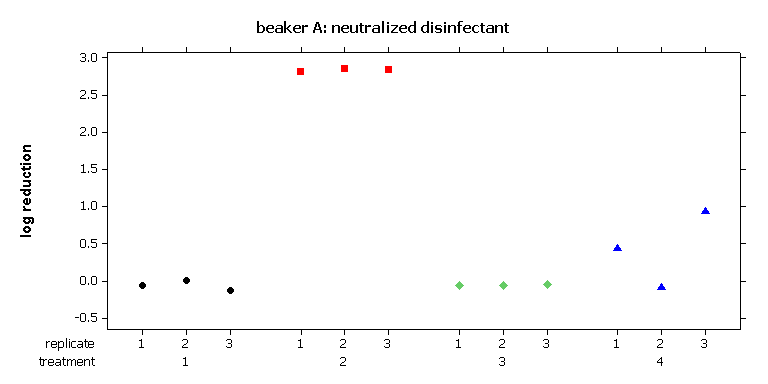 beaker A: neutralized disinfectant
3.0
2.5
2.0
1.5
1.0
0.5
0.0
-0.5
log reduction
replicate 1 2 3 1 2 3 1 2 3 1 2 3
treatment 1 2 3 4